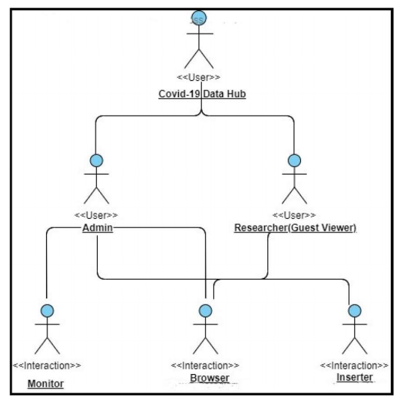 <<User>>
Covid-19 Data Hub
<<User>>
Admin
<<User>>
Researcher(Guest Viewer)
<<Interaction>>
Monitor
<<Interaction>>
Browser
<<Interaction>>
Inserter